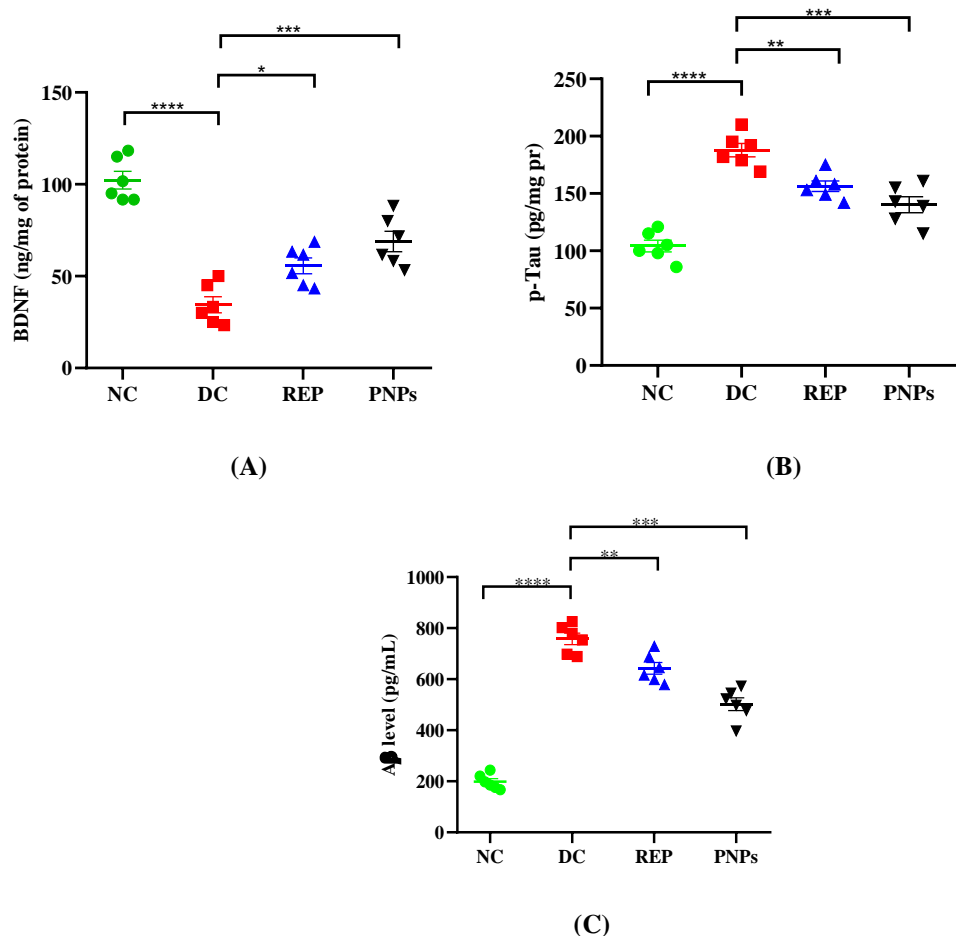 ***
*
****
BDNF (ng/mg of protein)
150
100
50
0
NC DC REP PNPs
(A)
***
**
****
p-Tau (pg/mg pr)
250
200
150
100
50
0
NC DC REP PNPs
(B)
***
**
****
level (pg/mL)
1000
800
600
400
200
0
NC DC REP PNPs
(C)